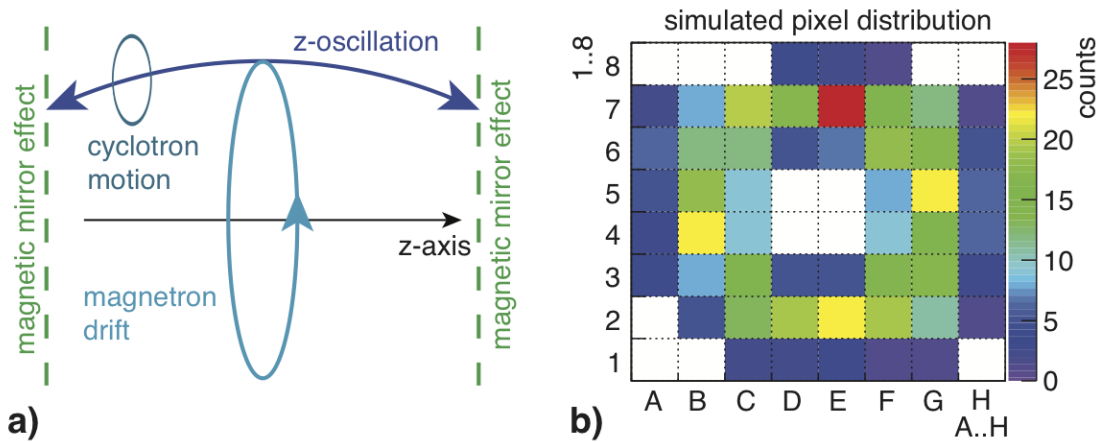 magnetic mirror effect
z-oscillation
cyclotron
motion
z-axis
magnetron
drift
magnetic mirror effect
a)
simulated pixel distribution
1..8
8
7
6
5
4
3
2
1
A B C D E F G H
A..H
counts
25
20
15
10
5
0
b)